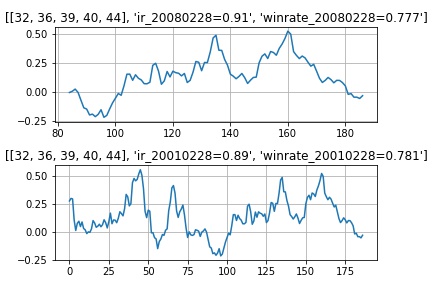 [[32, 36, 39, 40, 44], 'ir_20080228=0.91', 'winrate_20080228=0.777']
0.50
0.25
0.00
−0.25
80 100 120 140 160 180
[[32, 36, 39, 40, 44], 'ir_20010228=0.89', 'winrate_20010228=0.781']
0.50
0.25
0.00
−0.25
0 25 50 75 100 125 150 175